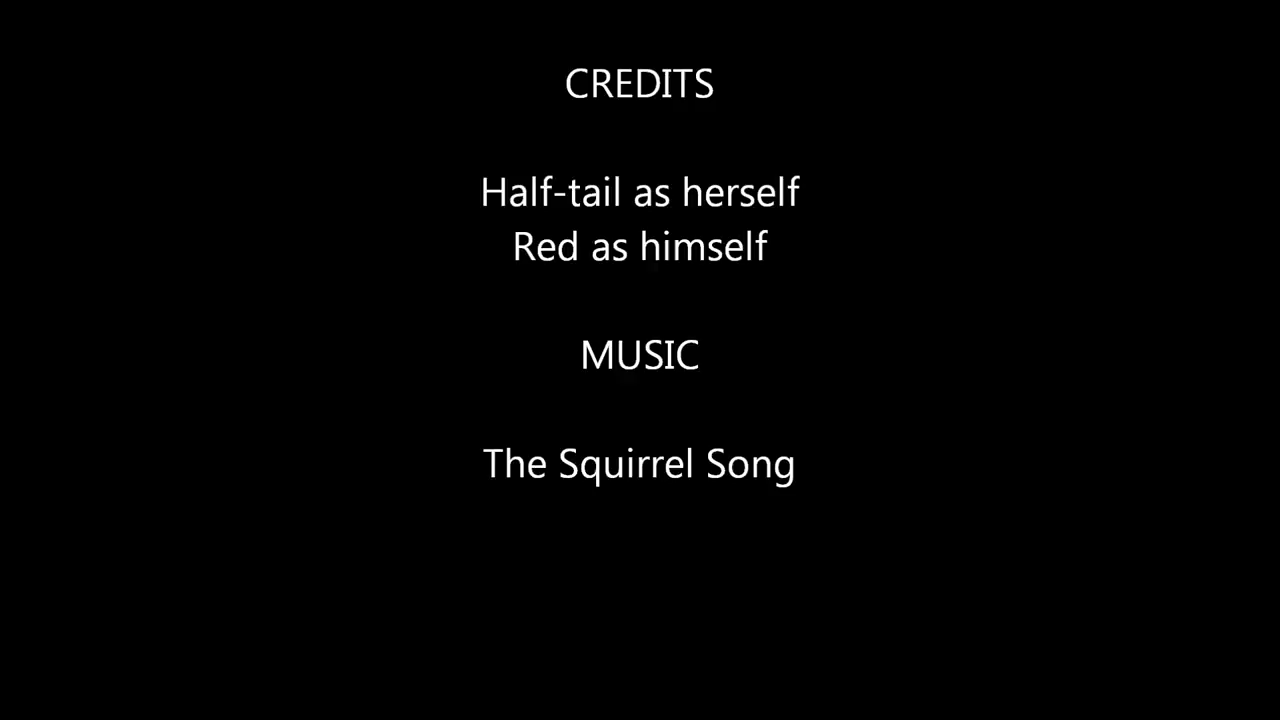 CREDITS
Half-tail as herself
Red as himself
MUSIC
The Squirrel Song